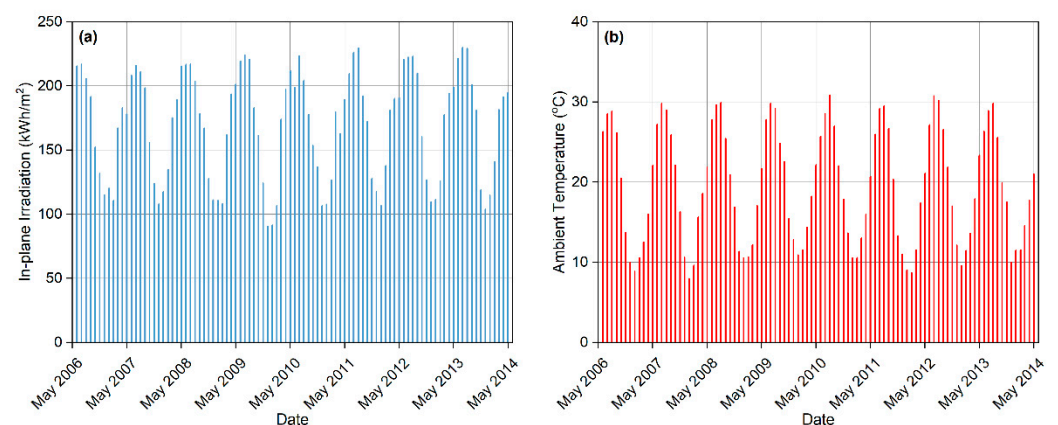 (a)
250
200
150
100
50
0
In-plane Irradiation (kWh/m²)
May 2006
May 2007
May 2008
May 2009
May 2010
May 2011
May 2012
May 2013
May 2014
Date
(b)
40
30
20
10
0
Ambient Temperature (°C)
May 2006
May 2007
May 2008
May 2009
May 2010
May 2011
May 2012
May 2013
May 2014
Date